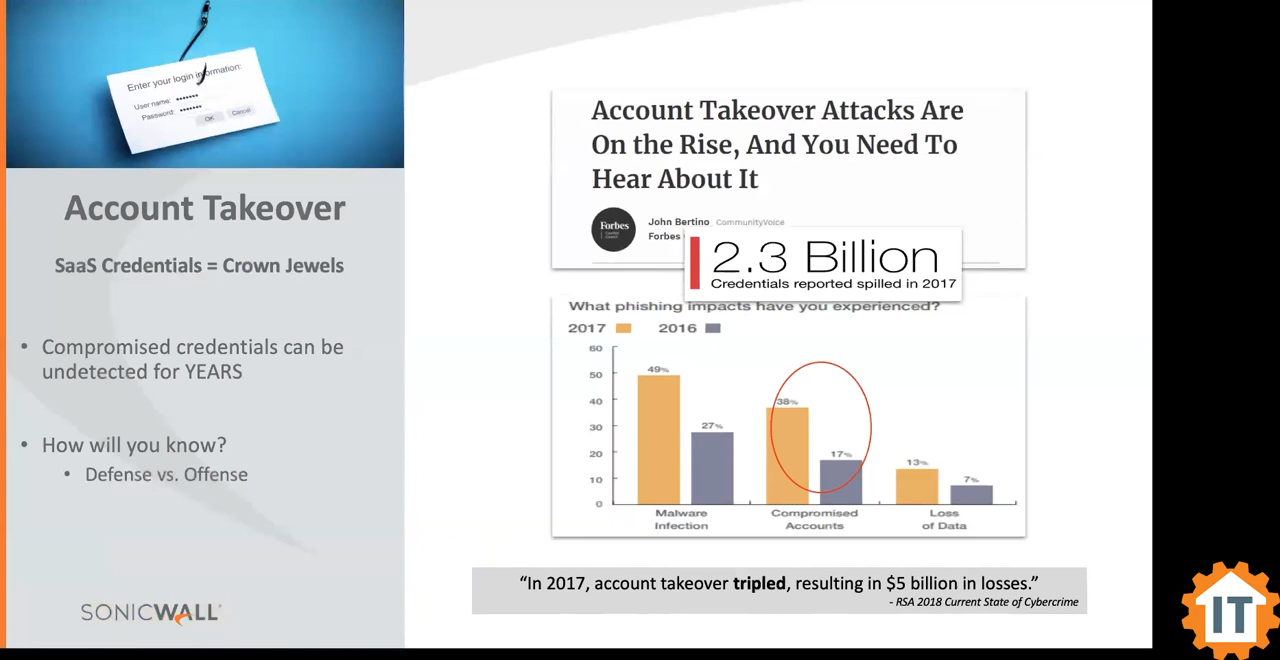 Enter your login information:
User name: •••••••
Password: •••••••
OK Cancel
Account Takeover
SaaS Credentials = Crown Jewels
• Compromised credentials can be
undetected for YEARS
• How will you know?
• Defense vs. Offense
SONICWALL
Account Takeover Attacks Are
On the Rise, And You Need To
Hear About It
Forbes
John Bertino CommunityVoice
Forbes
2.3 Billion
Credentials reported spilled in 2017
What phishing impacts have you experienced?
2017 2016
60
50
40
30
20
10
0
49%
27%
38%
17%
13%
7%
Malware
Infection
Compromised
Accounts
Loss
of Data
“In 2017, account takeover tripled, resulting in $5 billion in losses.”
- RSA 2018 Current State of Cybercrime
IT